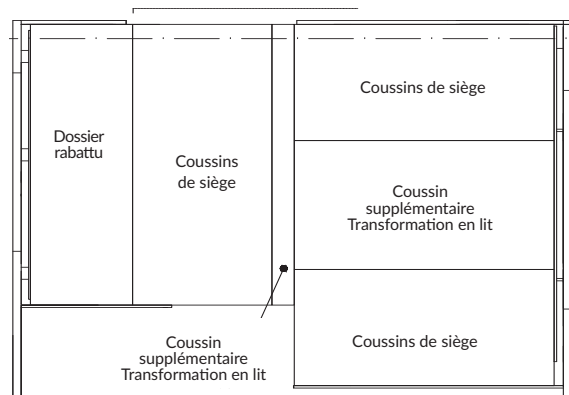 Coussins de siège
Dossier
rabattu
Coussins
de siège
Coussin
supplémentaire
Transformation en lit
Coussin
supplémentaire
Transformation en lit
Coussins de siège